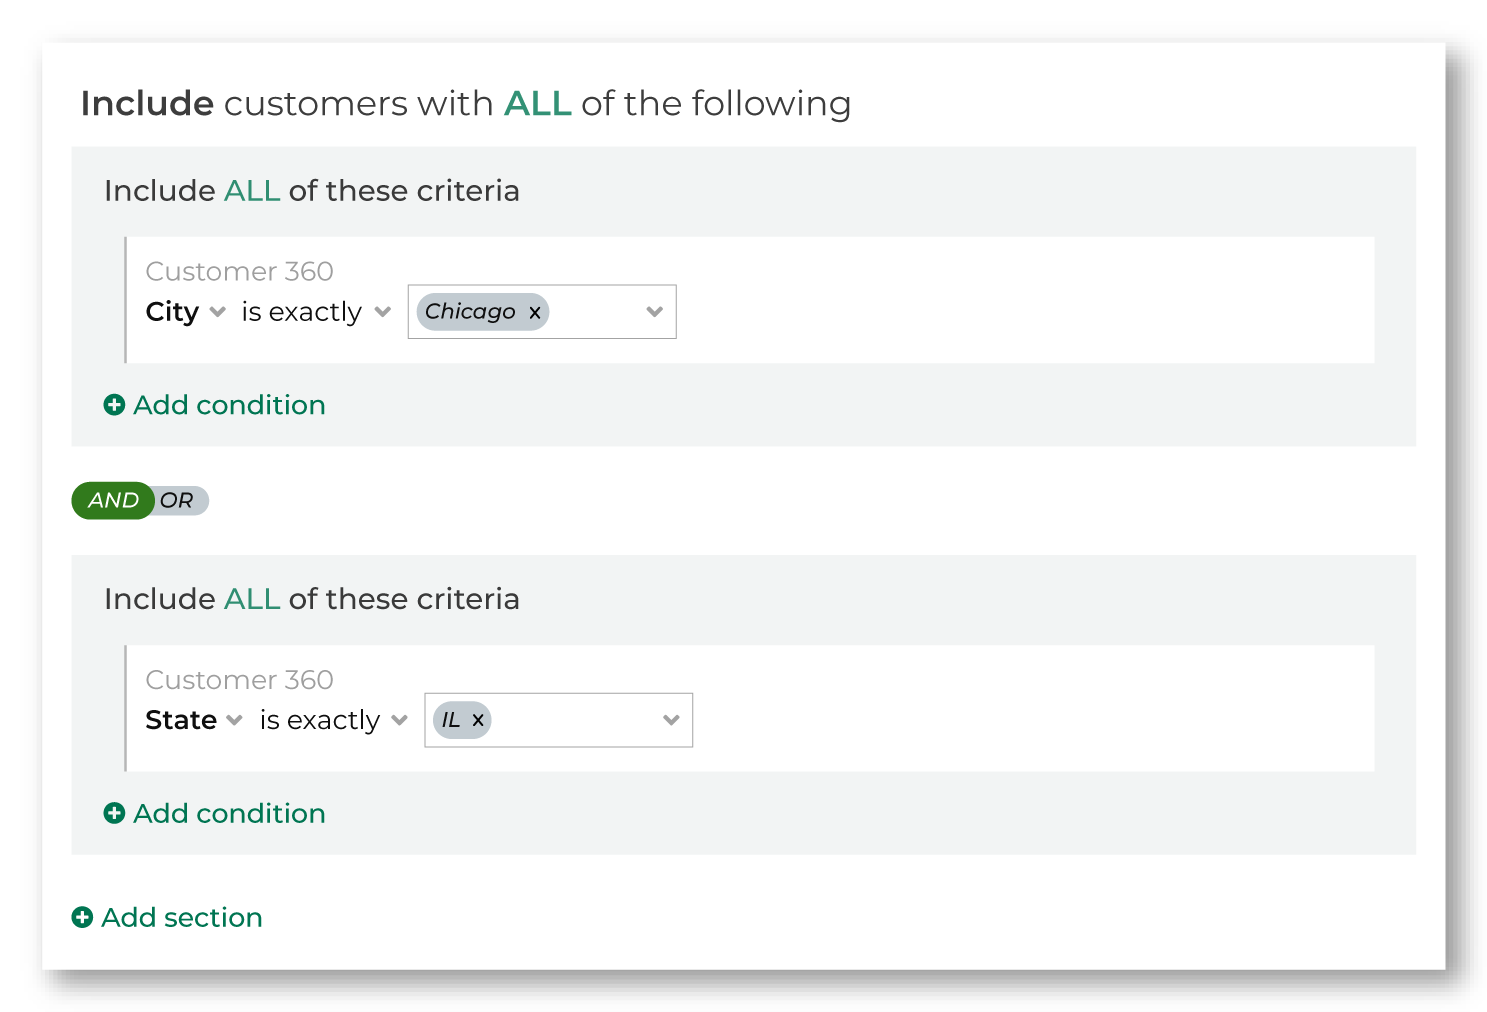 Include customers with ALL of the following
Include ALL of these criteria
Customer 360
City is exactly Chicago x
Add condition
AND OR
Include ALL of these criteria
Customer 360
State is exactly IL x
Add condition
Add section